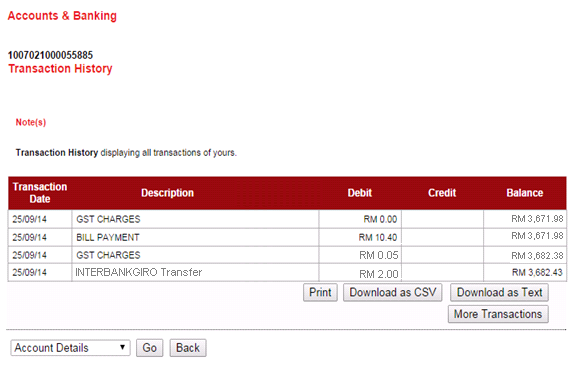 Accounts & Banking
1007021000055885
Transaction History
Note(s)
Transaction History displaying all transactions of yours.
Transaction Date Description Debit Credit Balance
25/09/14 GST CHARGES RM 0.00 RM 3,671.98
25/09/14 BILL PAYMENT RM 10.40 RM 3,671.98
25/09/14 GST CHARGES RM 0.05 RM 3,682.38
25/09/14 INTERBANKGIRO Transfer RM 2.00 RM 3,682.43
Print Download as CSV Download as Text
More Transactions
Account Details Go Back